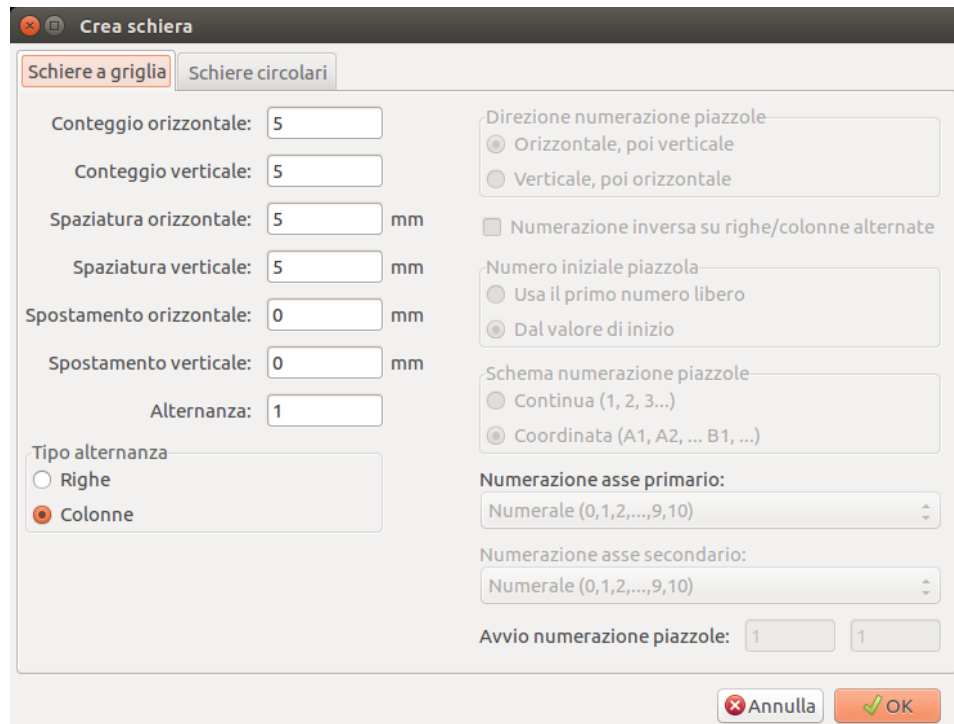 Crea schiera
Schiere a griglia
Schiere circolari
Conteggio orizzontale: 5
Conteggio verticale: 5
Spaziatura orizzontale: 5 mm
Spaziatura verticale: 5 mm
Spostamento orizzontale: 0 mm
Spostamento verticale: 0 mm
Alternanza: 1
Tipo alternanza
Righe
Colonne
Direzione numerazione piazzole
Orizzontale, poi verticale
Verticale, poi orizzontale
Numerazione inversa su righe/colonne alternate
Numero iniziale piazzola
Usa il primo numero libero
Dal valore di inizio
Schema numerazione piazzole
Continua (1, 2, 3...)
Coordinata (A1, A2, ... B1, ...)
Numerazione asse primario:
Numerale (0,1,2,...,9,10)
Numerazione asse secondario:
Numerale (0,1,2,...,9,10)
Avvio numerazione piazzole: 1 1
Annulla
OK